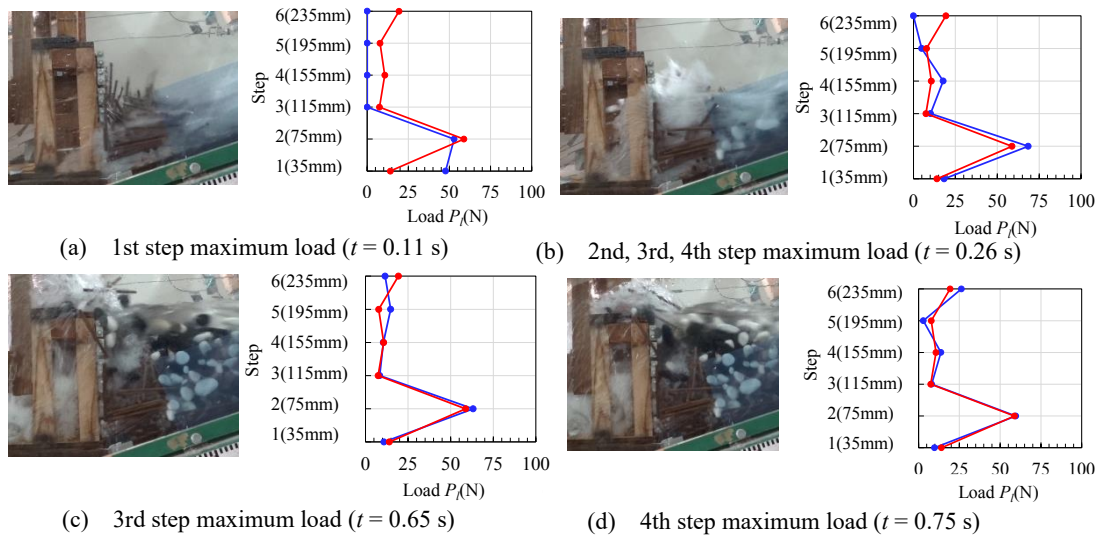 6(235mm)
5(195mm)
4(155mm)
3(115mm)
2(75mm)
1(35mm)
Step
0 25 50 75 100
Load Pl(N)
6(235mm)
5(195mm)
4(155mm)
3(115mm)
2(75mm)
1(35mm)
Step
0 25 50 75 100
Load Pl(N)
(a) 1st step maximum load (t = 0.11 s)
(b) 2nd, 3rd, 4th step maximum load (t = 0.26 s)
6(235mm)
5(195mm)
4(155mm)
3(115mm)
2(75mm)
1(35mm)
Step
0 25 50 75 100
Load Pl(N)
6(235mm)
5(195mm)
4(155mm)
3(115mm)
2(75mm)
1(35mm)
Step
0 25 50 75 100
Load Pl(N)
(c) 3rd step maximum load (t = 0.65 s)
(d) 4th step maximum load (t = 0.75 s)